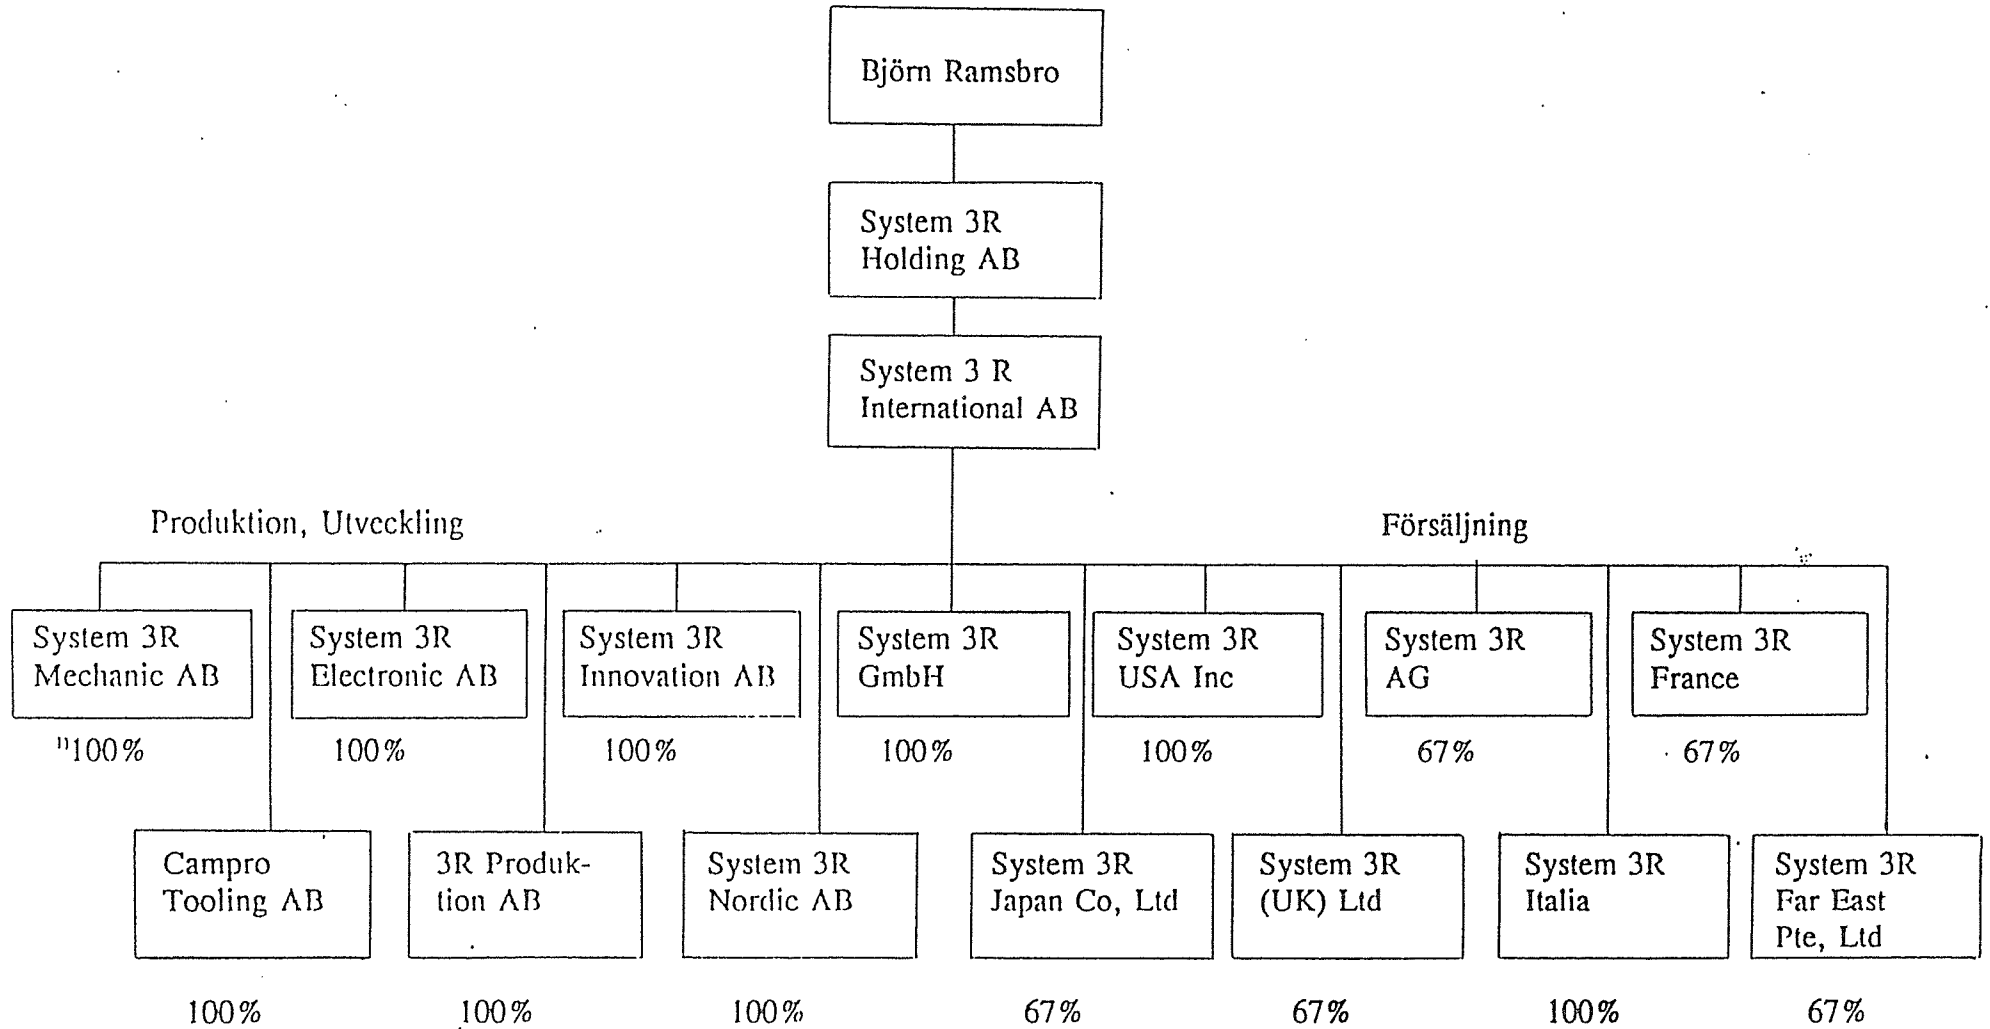 Björn Ramsbro
System 3R
Holding AB
System 3 R
International AB
Produktion, Utveckling
Försäljning
System 3R
Mechanic AB
System 3R
Electronic AB
System 3R
Innovation AB
System 3R
GmbH
System 3R
USA Inc
System 3R
AG
System 3R
France
1)100%
100%
100%
100%
100%
67%
67%
Campro
Tooling AB
3R Produk-
tion AB
System 3R
Nordic AB
System 3R
Japan Co, Ltd
System 3R
(UK) Ltd
System 3R
Italia
System 3R
Far East
Pte, Ltd
100%
100%
100%
67%
67%
100%
67%